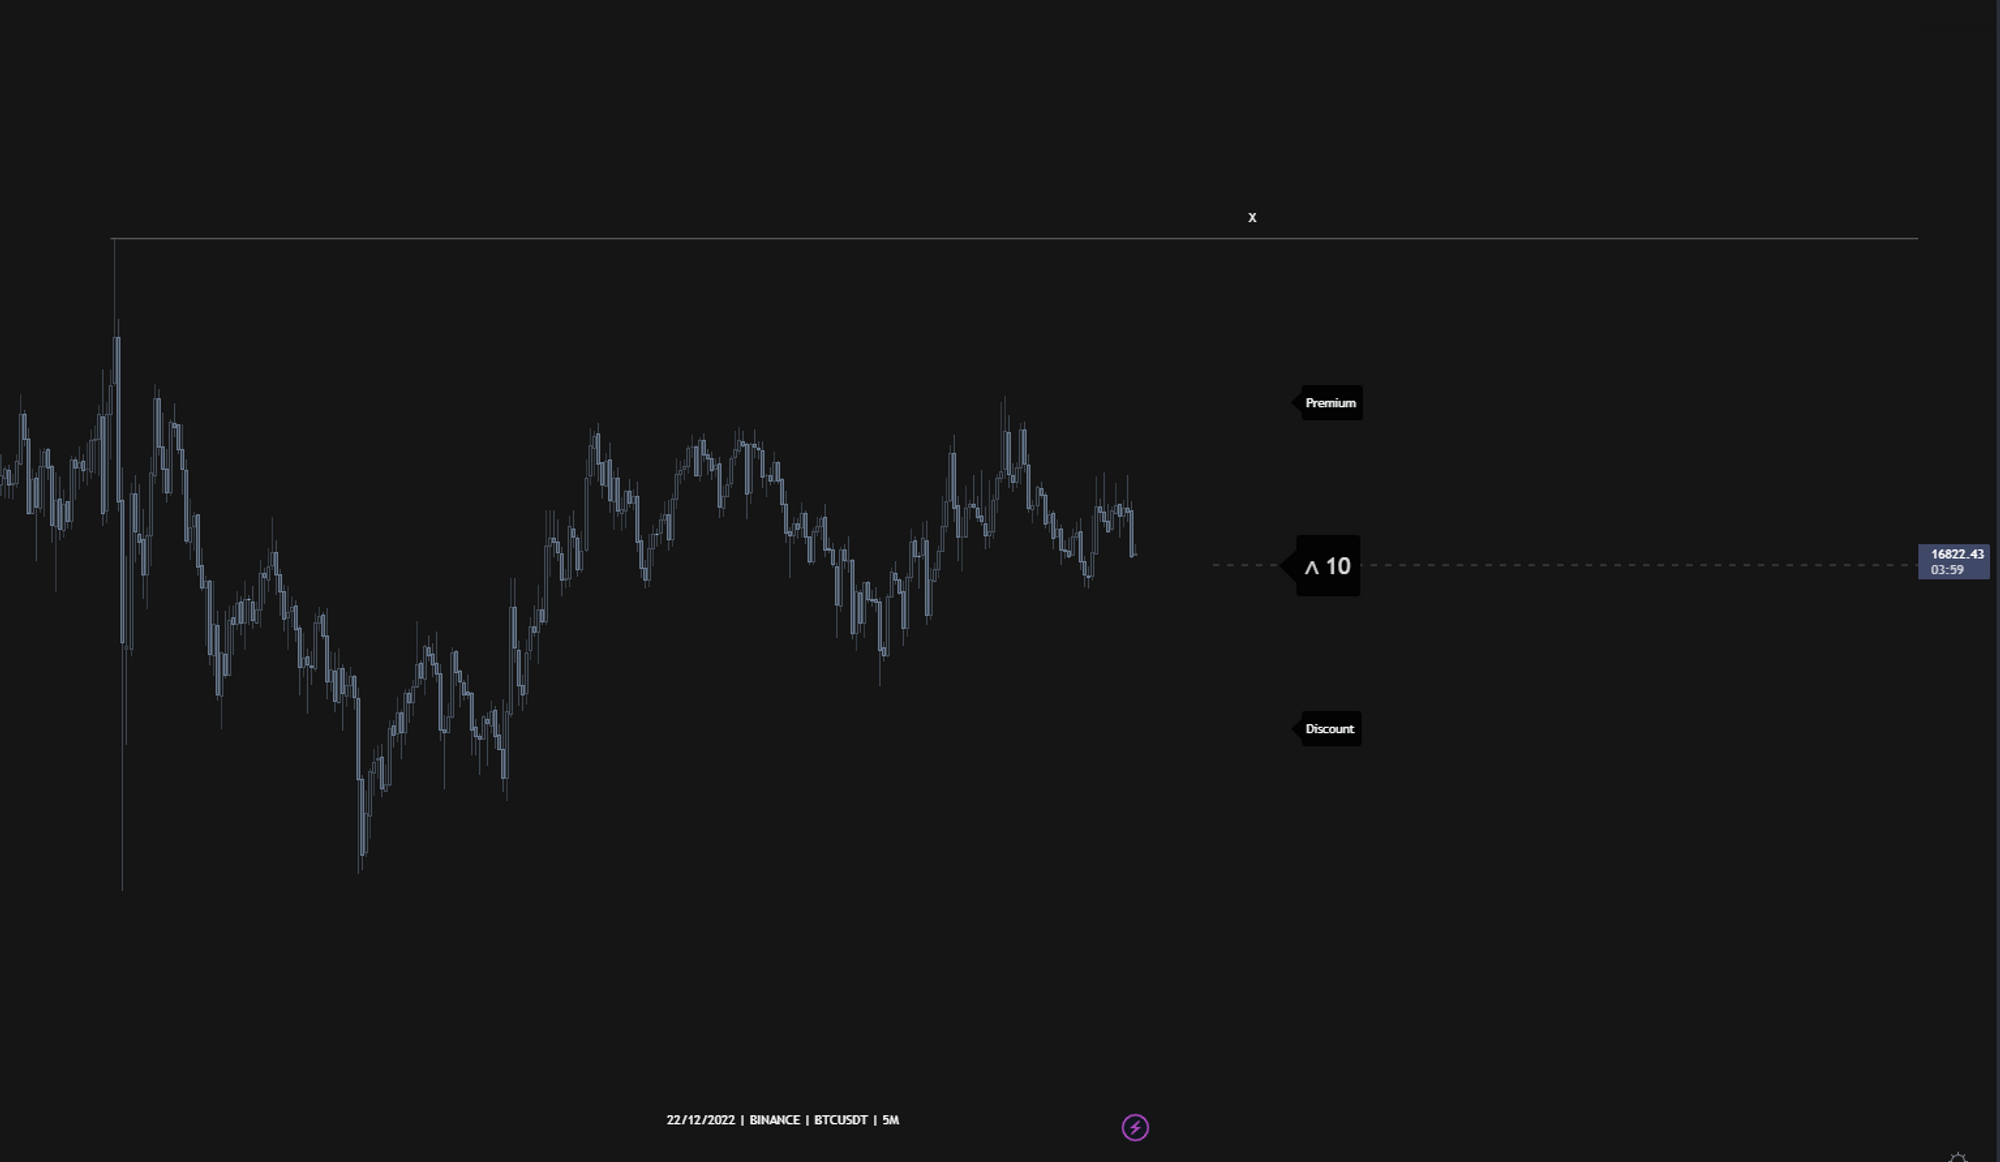 X
Premium
˄ 10
16822.43
03:59
Discount
22/12/2022 | BINANCE | BTCUSDT | 5M